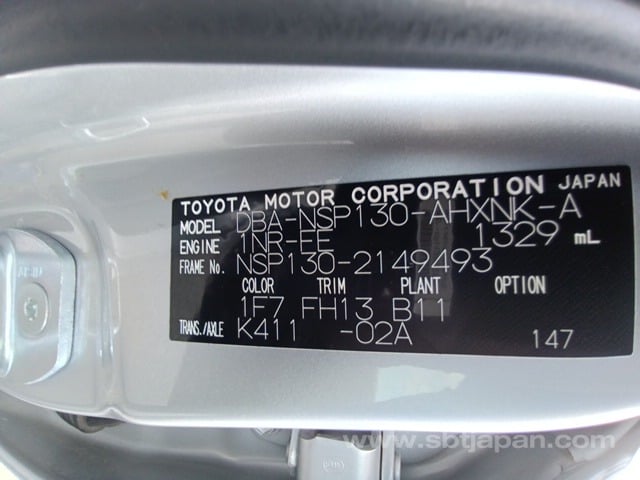 TOYOTA MOTOR CORPORATION JAPAN
MODEL DBA-NSP130-AHXNK-A
ENGINE 1NR-FE 1329 mL
FRAME No. NSP130-2149493
COLOR TRIM PLANT OPTION
1F7 FH13 B11
TRANS./AXLE K411 -02A
147
www.sbtjapan.com